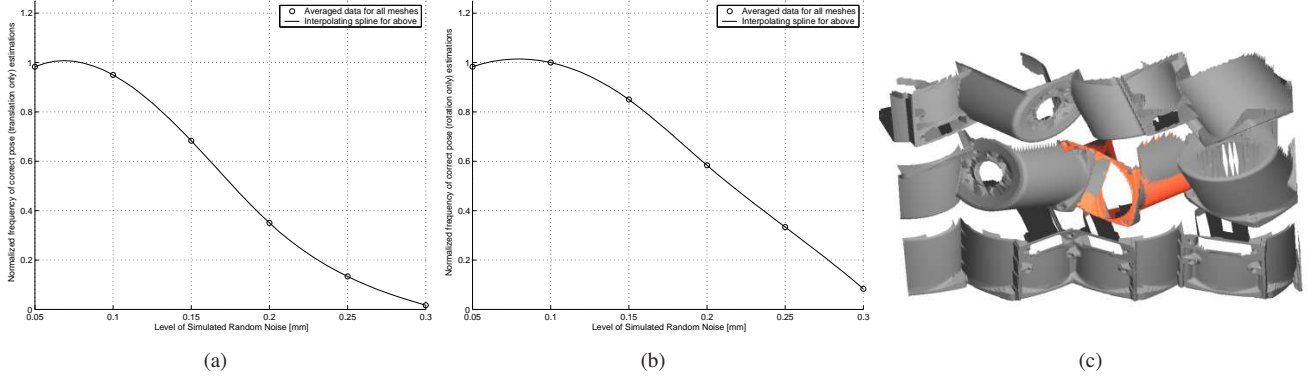 1.2
1
0.8
0.6
0.4
0.2
0
0.05
0.1
0.15
0.2
0.25
0.3
Normalized frequency of correct pose (translation only) estimations
Level of Simulated Random Noise [mm]
Averaged data for all meshes
Interpolating spline for above
(a)
1.2
1
0.8
0.6
0.4
0.2
0
0.05
0.1
0.15
0.2
0.25
0.3
Normalized frequency of correct pose (rotation only) estimations
Level of Simulated Random Noise [mm]
Averaged data for all meshes
Interpolating spline for above
(b)
(c)